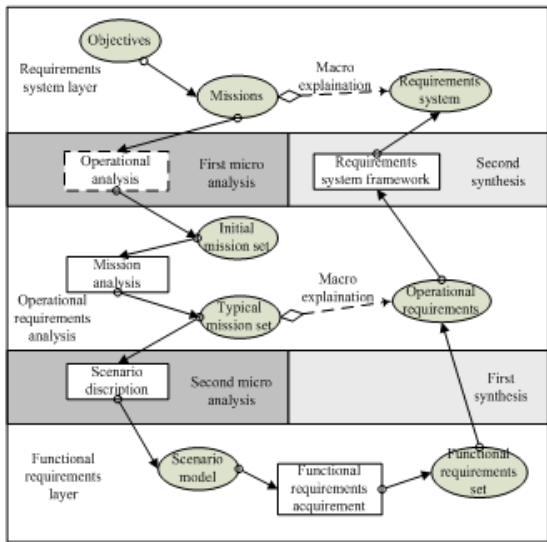 Objectives
Requirements
system layer
Missions
Macro
explaination
Requirements
system
Operational
analysis
First micro
analysis
Requirements
system framework
Second
synthesis
Initial
mission set
Mission
analysis
Operational
requirements
analysis
Typical
mission set
Macro
explaination
Operational
requirements
Scenario
discription
Second micro
analysis
First
synthesis
Functional
requirements
layer
Scenario
model
Functional
requirements
acquirement
Functional
requirements
set